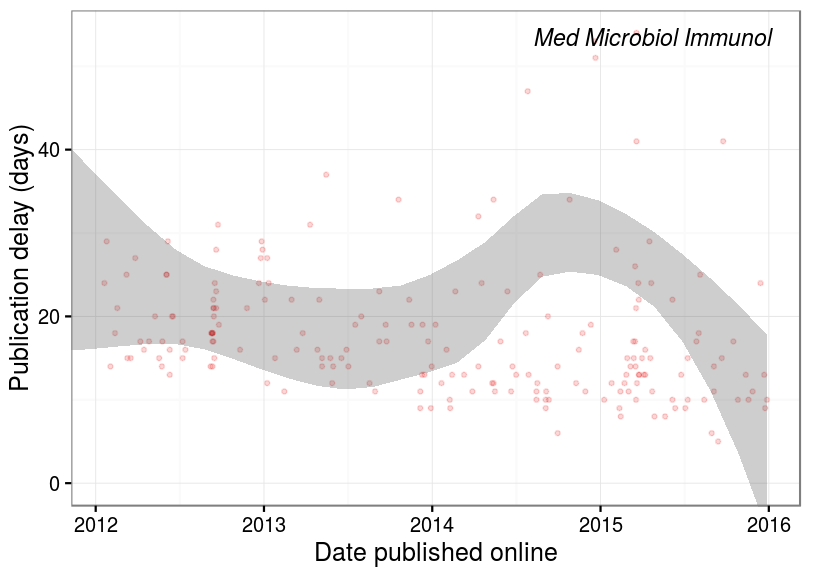 Med Microbiol Immunol
Publication delay (days)
40
20
0
2012 2013 2014 2015 2016
Date published online